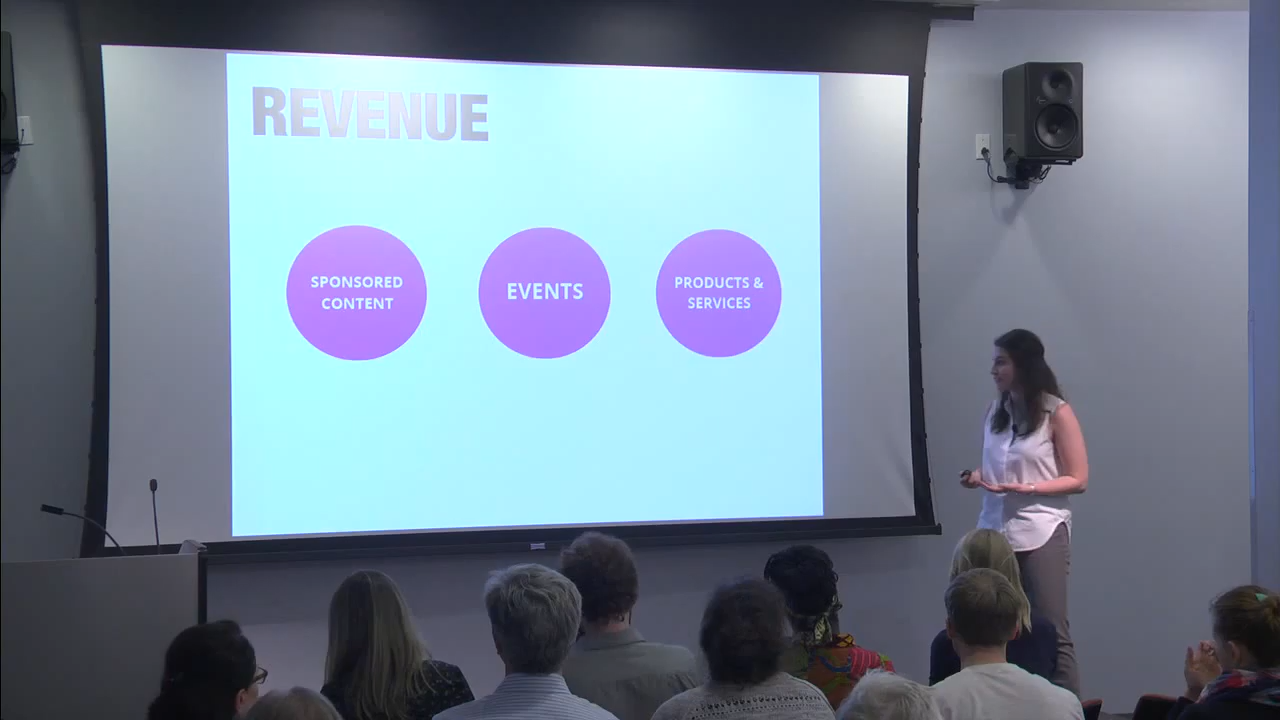 REVENUE
SPONSORED
CONTENT
EVENTS
PRODUCTS &
SERVICES